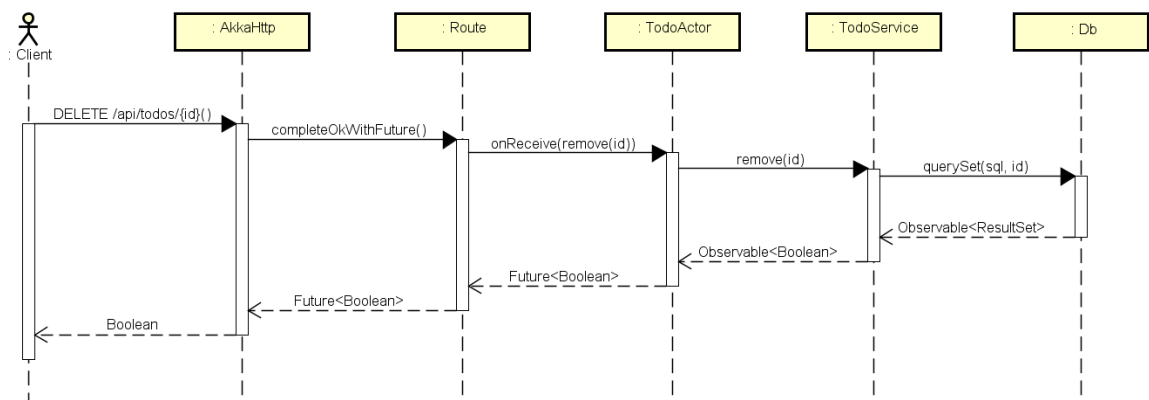 : Client
: AkkaHttp
: Route
: TodoActor
: TodoService
: Db
DELETE /api/todos/{id}()
completeOkWithFuture()
onReceive(remove(id))
remove(id)
querySet(sql, id)
Observable<ResultSet>
Observable<Boolean>
Future<Boolean>
Future<Boolean>
Boolean